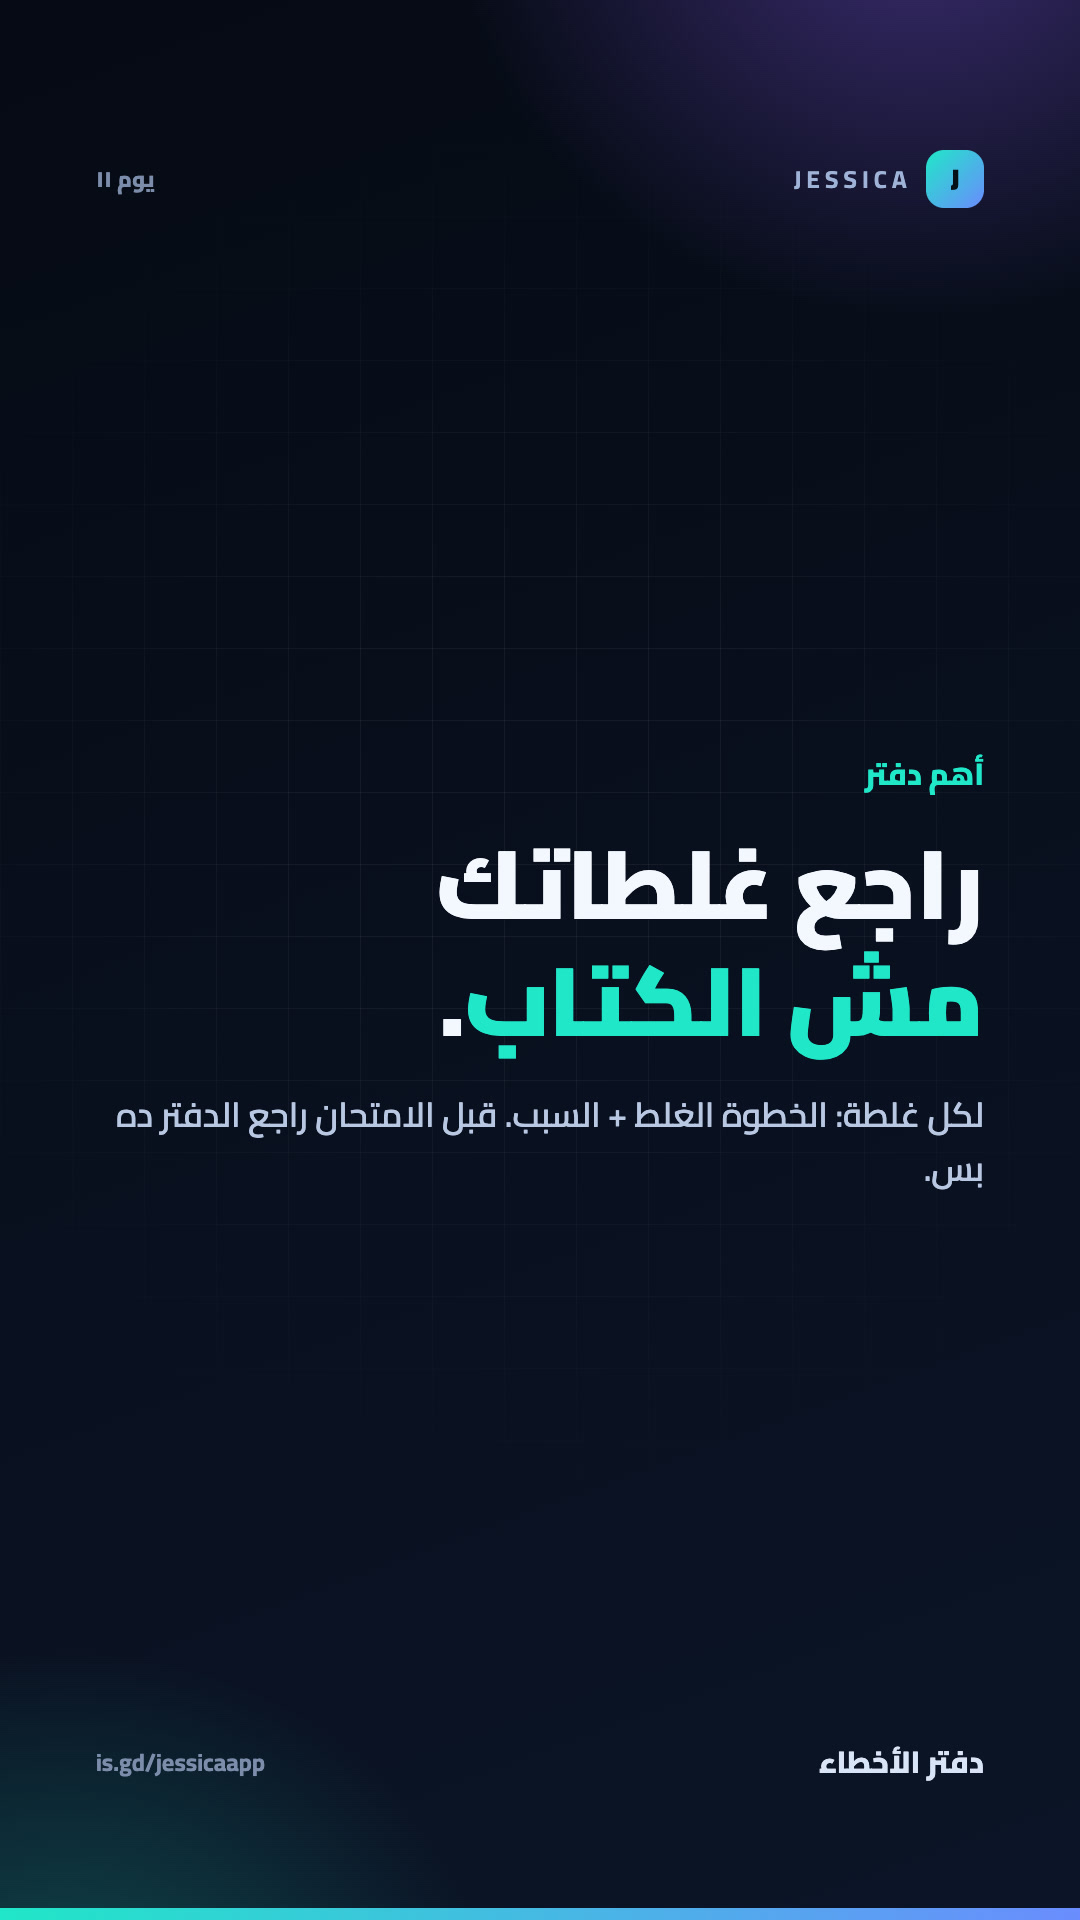 J JESSICA
يوم ١١
أهم دفتر
راجع غلطاتك
مش الكتاب.
لكل غلطة: الخطوة الغلط + السبب. قبل الامتحان راجع الدفتر ده
بس.
دفتر الأخطاء
is.gd/jessicaapp